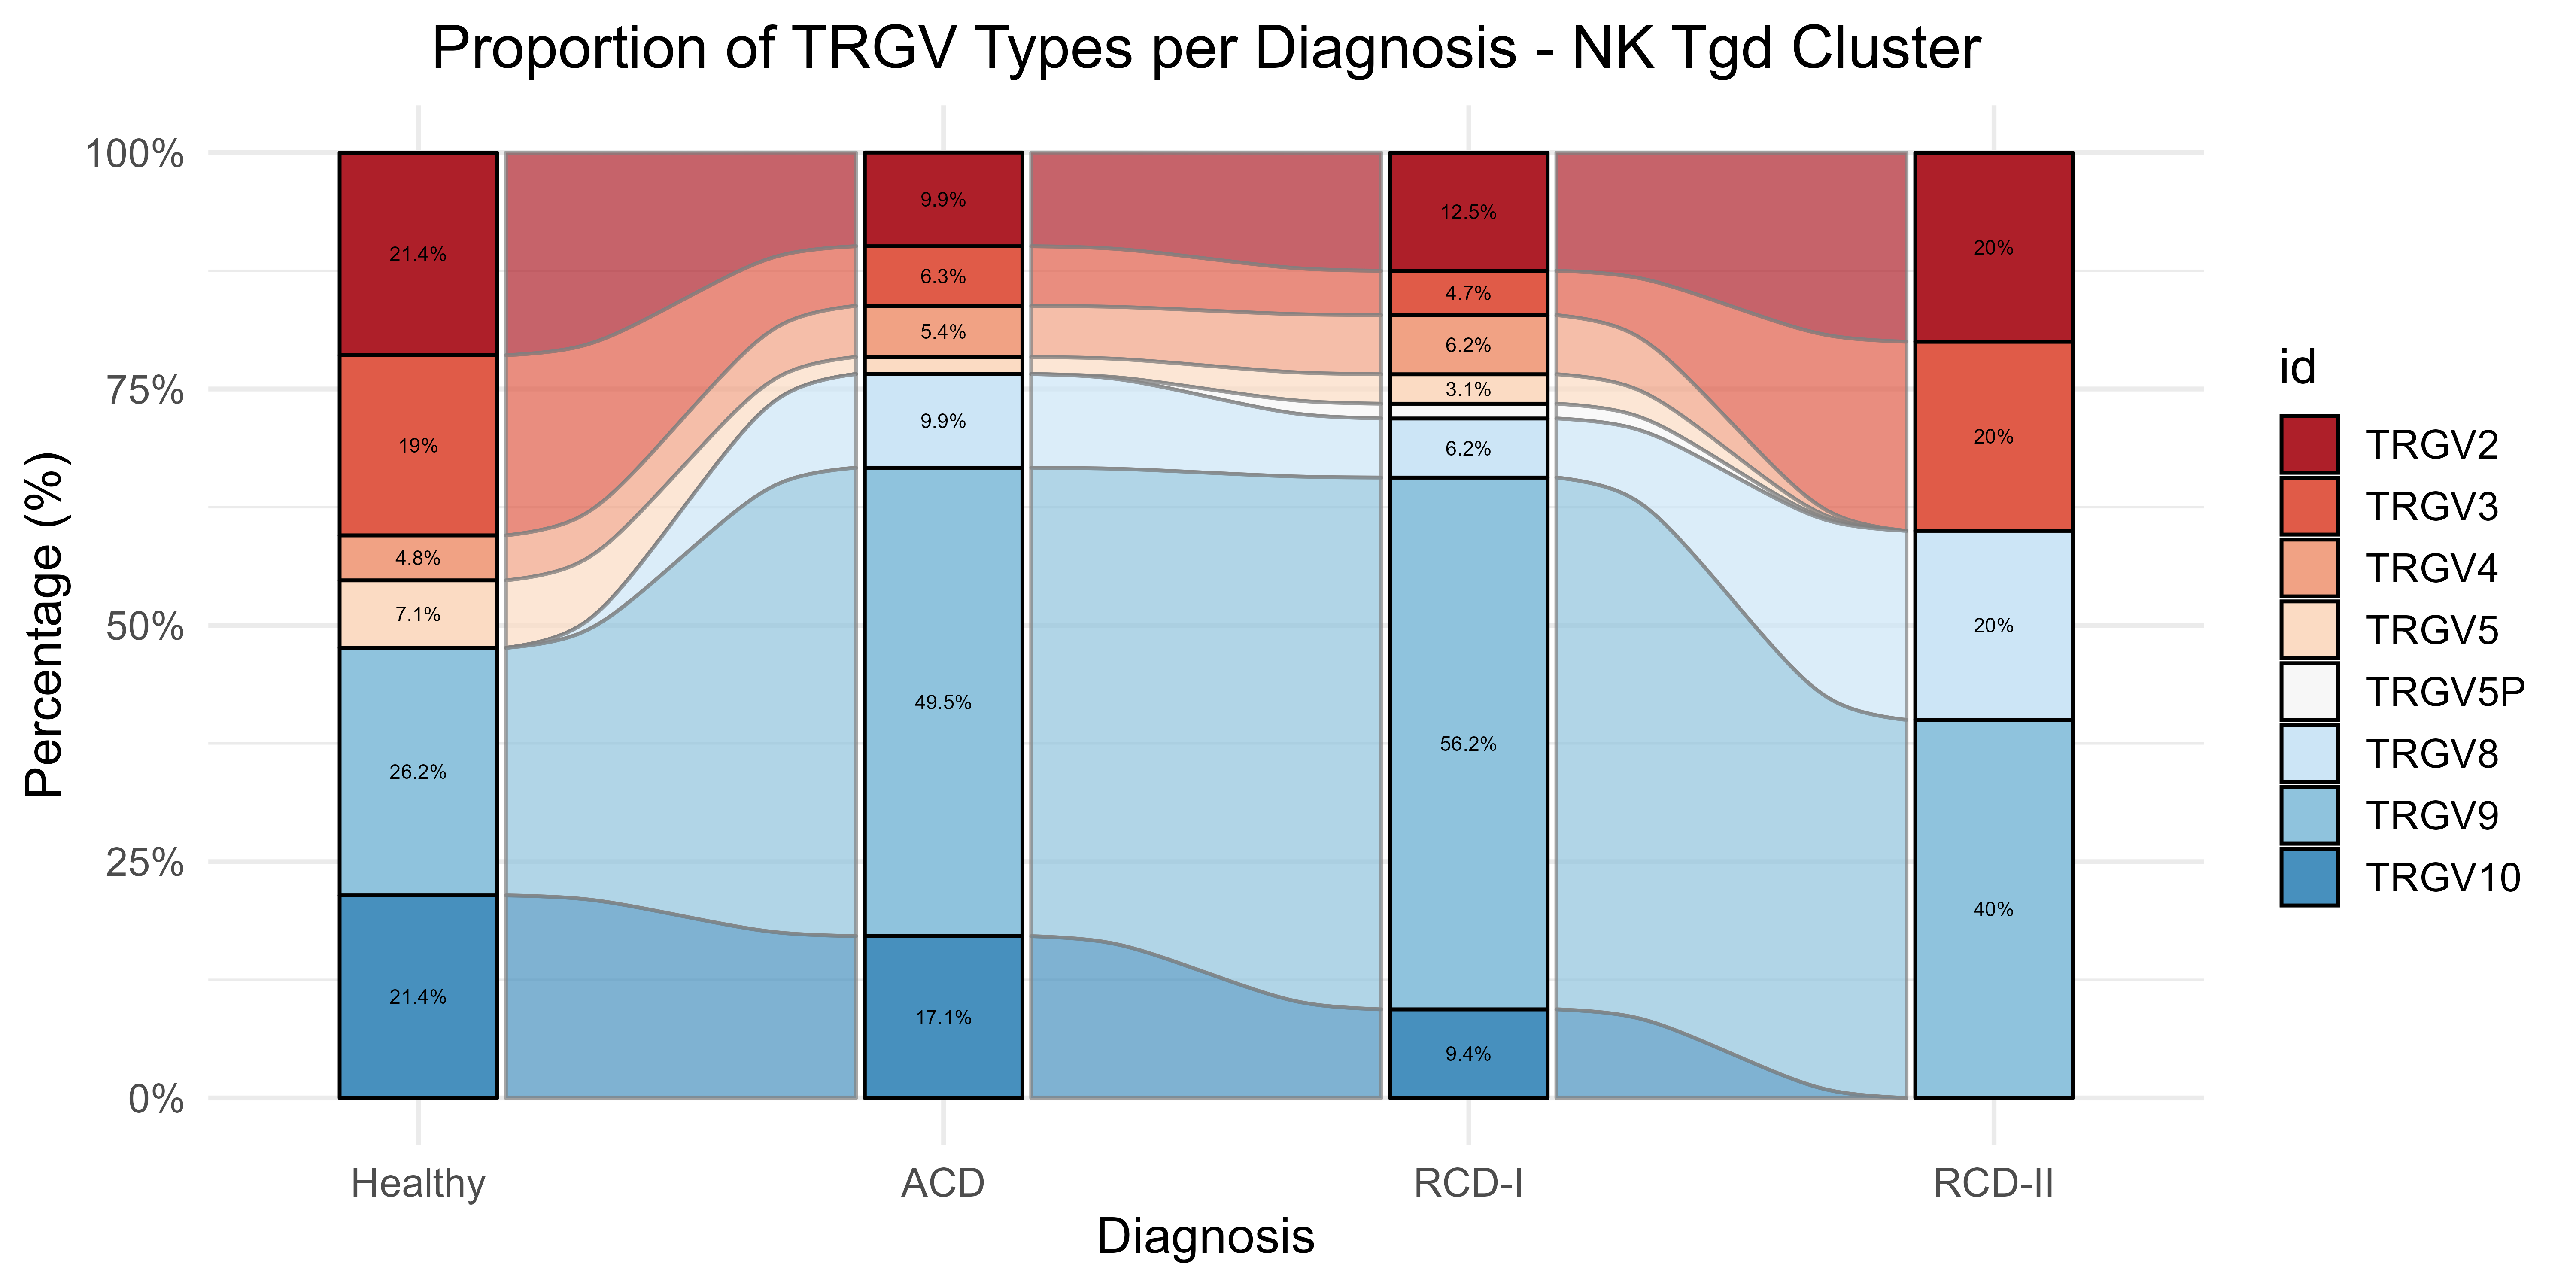 Proportion of TRGV Types per Diagnosis - NK Tgd Cluster
Percentage (%)
100%
75%
50%
25%
0%
21.4%
19%
4.8%
7.1%
26.2%
21.4%
9.9%
6.3%
5.4%
9.9%
49.5%
17.1%
12.5%
4.7%
6.2%
3.1%
6.2%
56.2%
9.4%
20%
20%
20%
40%
Healthy
ACD
RCD-I
RCD-II
Diagnosis
id
TRGV2
TRGV3
TRGV4
TRGV5
TRGV5P
TRGV8
TRGV9
TRGV10